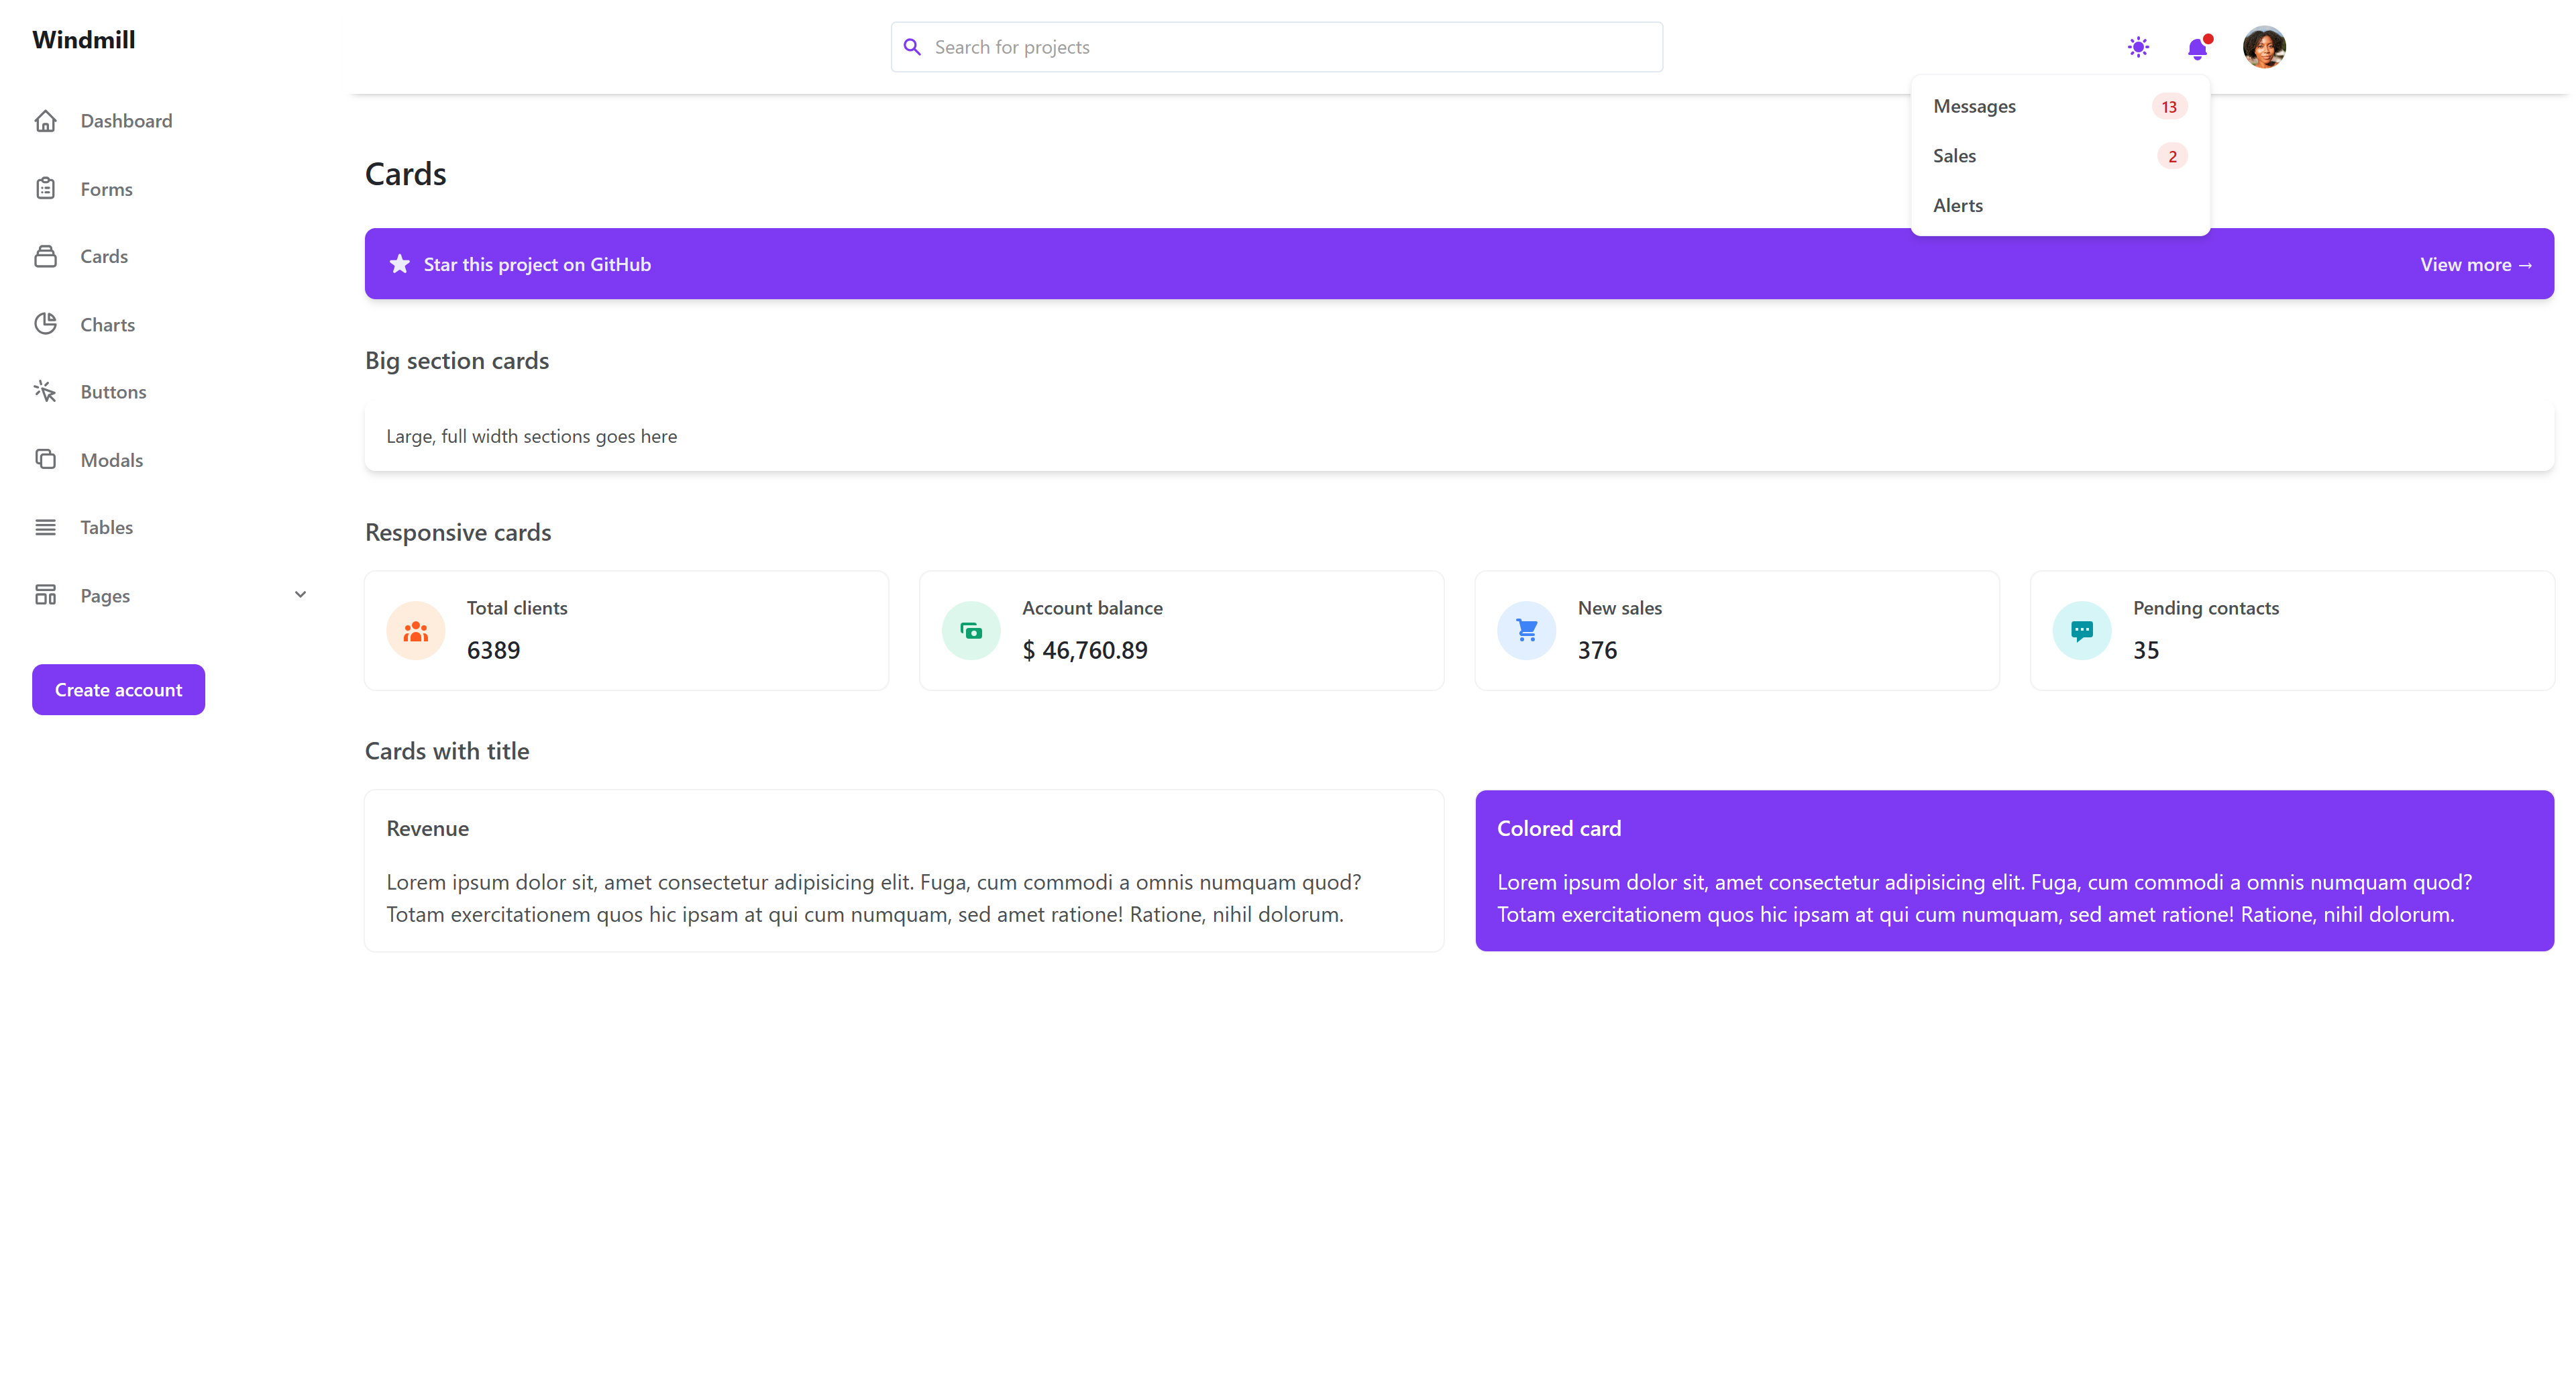 Windmill
Search for projects
Dashboard
Forms
Cards
Charts
Buttons
Modals
Tables
Pages
Create account
Messages 13
Sales 2
Alerts
Cards
Star this project on GitHub
View more →
Big section cards
Large, full width sections goes here
Responsive cards
Total clients
6389
Account balance
$ 46,760.89
New sales
376
Pending contacts
35
Cards with title
Revenue
Lorem ipsum dolor sit, amet consectetur adipisicing elit. Fuga, cum commodi a omnis numquam quod?
Totam exercitationem quos hic ipsam at qui cum numquam, sed amet ratione! Ratione, nihil dolorum.
Colored card
Lorem ipsum dolor sit, amet consectetur adipisicing elit. Fuga, cum commodi a omnis numquam quod?
Totam exercitationem quos hic ipsam at qui cum numquam, sed amet ratione! Ratione, nihil dolorum.